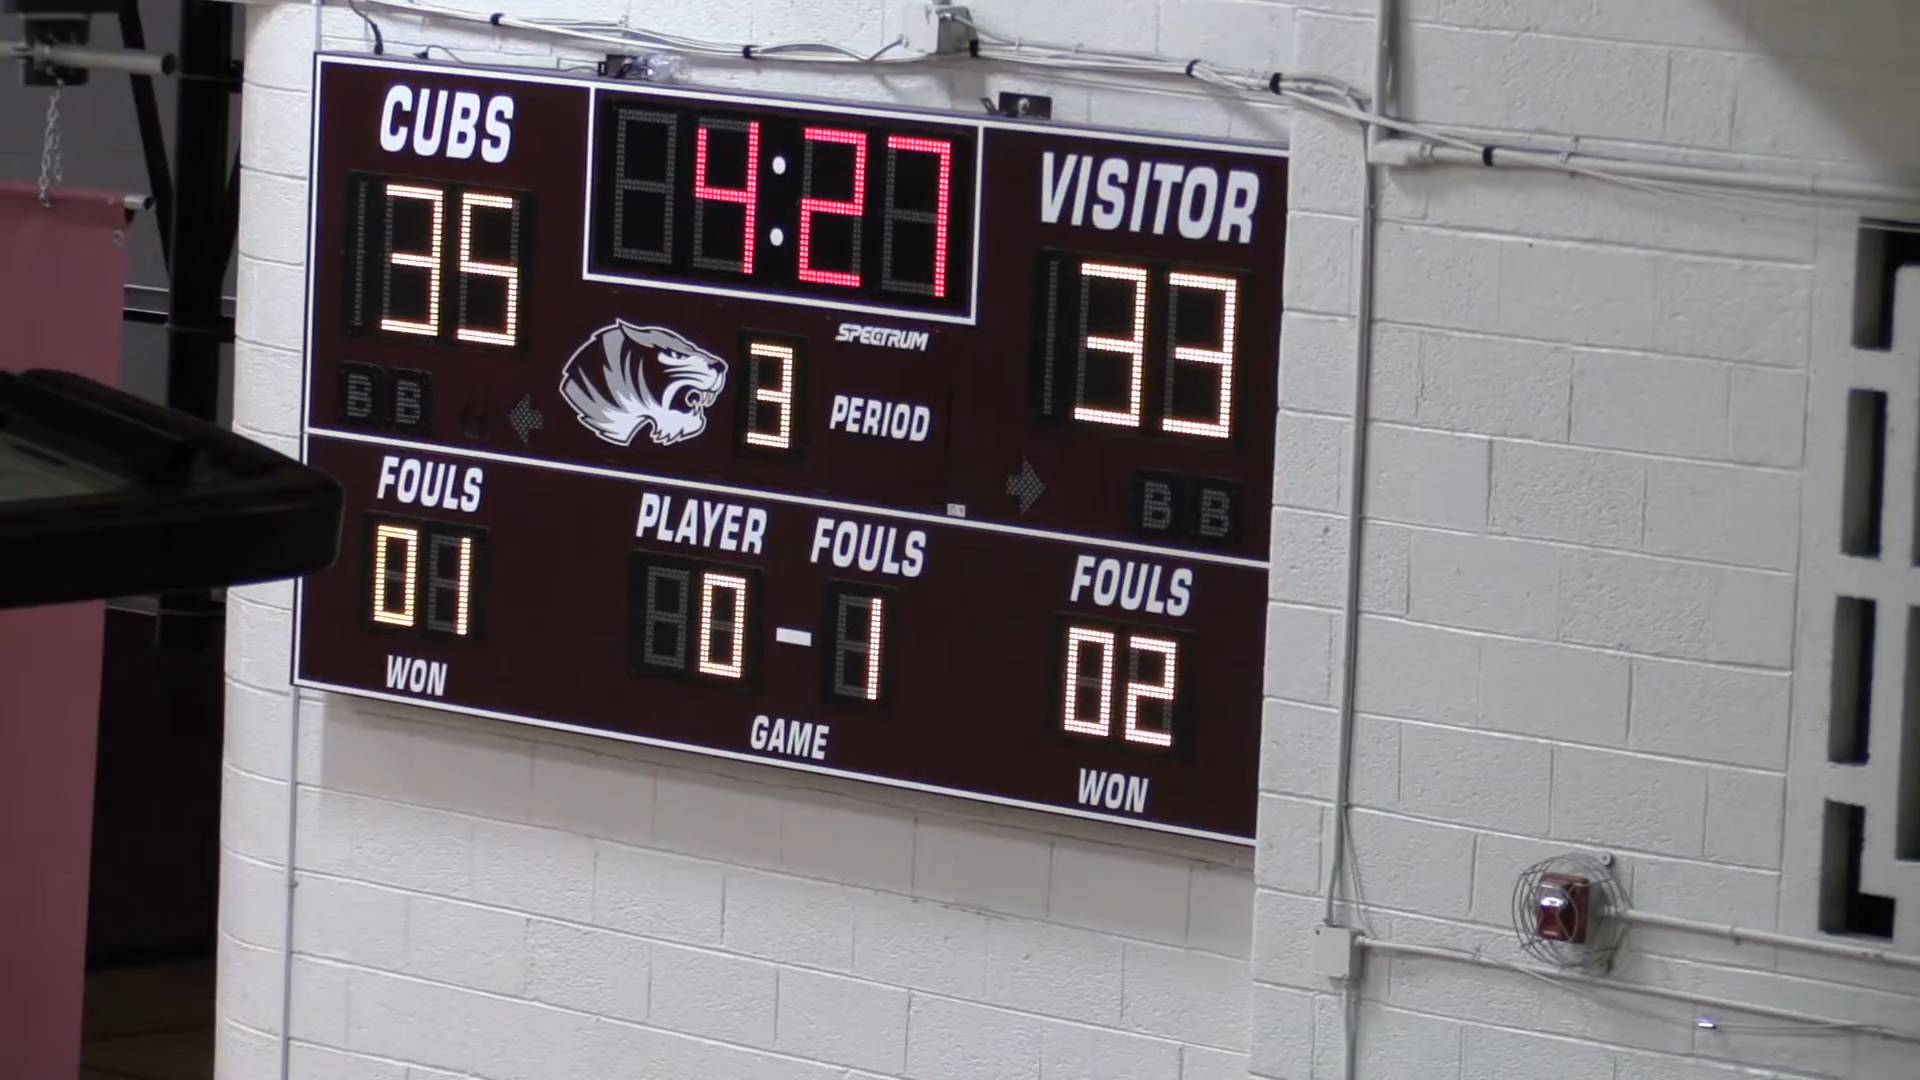 CUBS
4:27
VISITOR
35
33
SPECTRUM
3
PERIOD
B B
B B
FOULS
PLAYER FOULS
FOULS
01
0-1
02
WON
GAME
WON